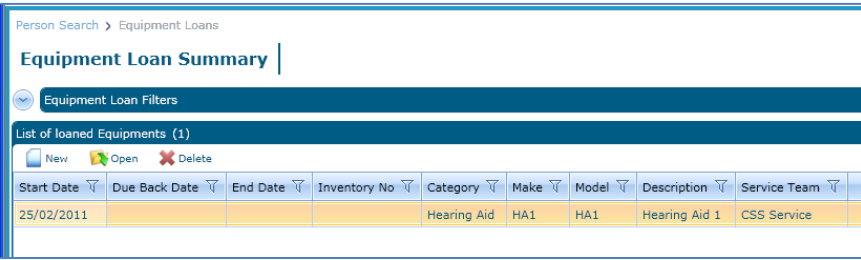 Person Search > Equipment Loans
Equipment Loan Summary
Equipment Loan Filters
List of loaned Equipments (1)
New Open Delete
Start Date Due Back Date End Date Inventory No Category Make Model Description Service Team
25/02/2011 Hearing Aid HA1 HA1 Hearing Aid 1 CSS Service